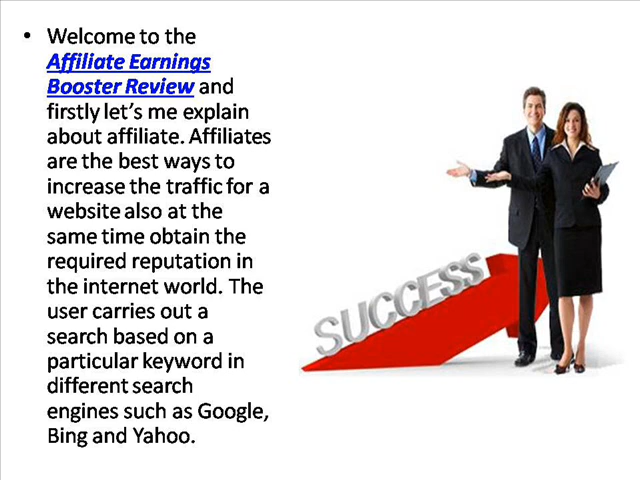 • Welcome to the
Affiliate Earnings
Booster Review and
firstly let's me explain
about affiliate. Affiliates
are the best ways to
increase the traffic for a
website also at the
same time obtain the
required reputation in
the internet world. The
user carries out a
search based on a
particular keyword in
different search
engines such as Google,
Bing and Yahoo.
SUCCESS